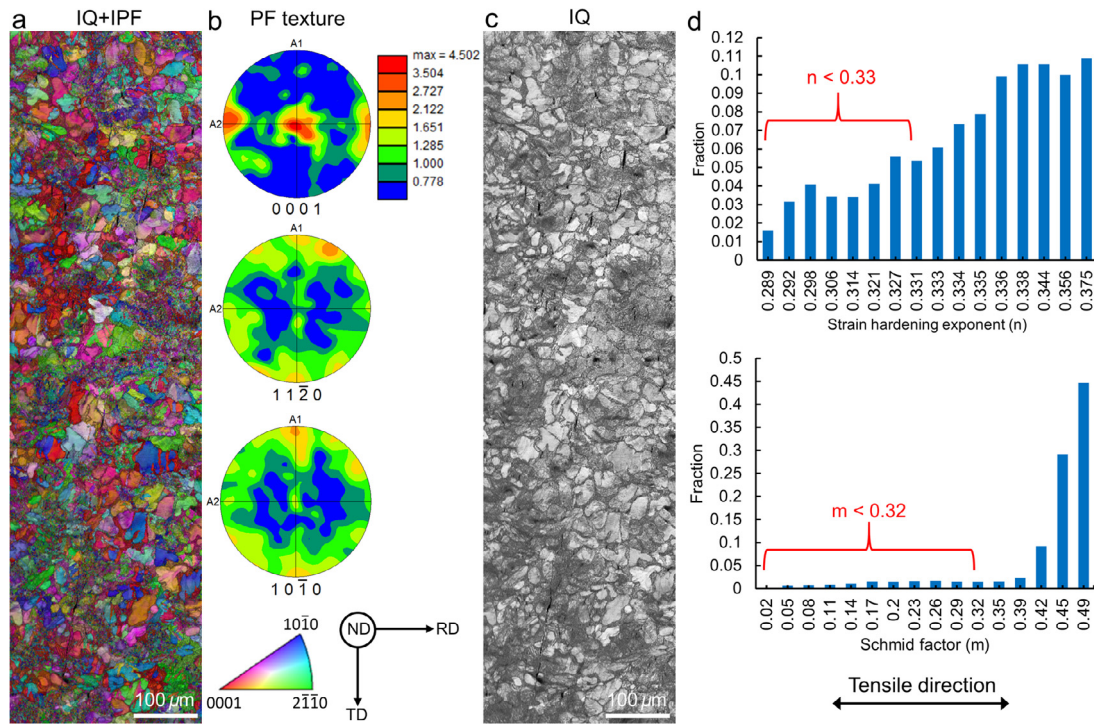 a
IQ+IPF
b
PF texture
A1
A2
0 0 0 1
max = 4.502
3.504
2.727
2.122
1.651
1.285
1.000
0.778
A1
A2
1 1 2̅ 0
A1
A2
1 0 1̅ 0
101̅0
0001
21̅1̅0
ND
RD
TD
100 µm
c
IQ
100 µm
d
0.12
0.11
0.1
0.09
0.08
0.07
0.06
0.05
0.04
0.03
0.02
0.01
0
Fraction
n < 0.33
0.289
0.292
0.298
0.306
0.314
0.321
0.327
0.331
0.333
0.334
0.335
0.336
0.338
0.344
0.356
0.375
Strain hardening exponent (n)
0.5
0.45
0.4
0.35
0.3
0.25
0.2
0.15
0.1
0.05
0
Fraction
m < 0.32
0.02
0.05
0.08
0.11
0.14
0.17
0.2
0.23
0.26
0.29
0.32
0.35
0.39
0.42
0.45
0.49
Schmid factor (m)
Tensile direction